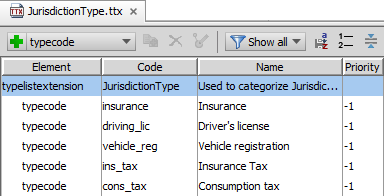 JurisdictionType.ttx
typecode Show all
Element Code Name Priority
typelistextension JurisdictionType Used to categorize Jurisdic...
typecode insurance Insurance -1
typecode driving_lic Driver's license -1
typecode vehicle_reg Vehicle registration -1
typecode ins_tax Insurance Tax -1
typecode cons_tax Consumption tax -1